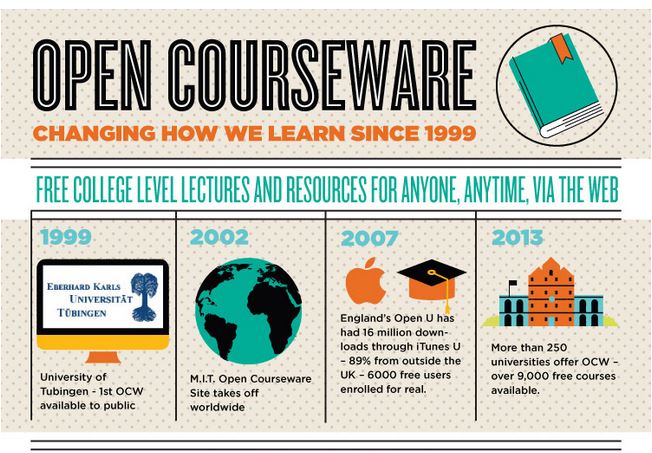 OPEN COURSEWARE
CHANGING HOW WE LEARN SINCE 1999
FREE COLLEGE LEVEL LECTURES AND RESOURCES FOR ANYONE, ANYTIME, VIA THE WEB
1999
EBERHARD KARLS
UNIVERSITÄT
TÜBINGEN
University of
Tubingen - 1st OCW
available to public
2002
M.I.T. Open Courseware
Site takes off
worldwide
2007
England's Open U has
had 16 million down-
loads through iTunes U
– 89% from outside the
UK – 6000 free users
enrolled for real.
2013
More than 250
universities offer OCW –
over 9,000 free courses
available.